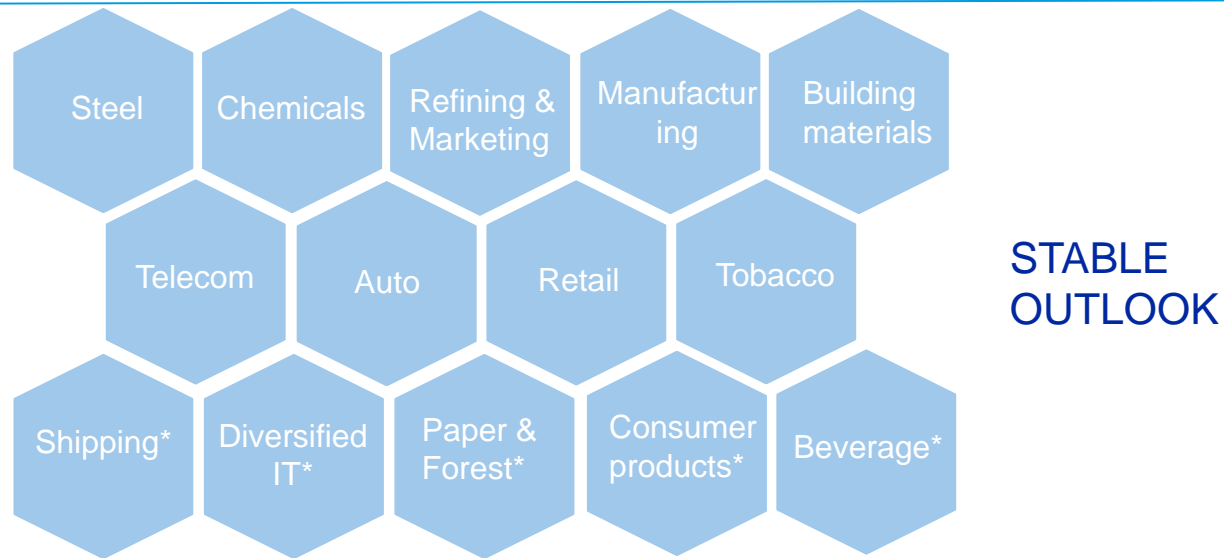 Steel
Chemicals
Refining &
Marketing
Manufactur
ing
Building
materials
Telecom
Auto
Retail
Tobacco
STABLE
OUTLOOK
Shipping*
Diversified
IT*
Paper &
Forest*
Consumer
products*
Beverage*